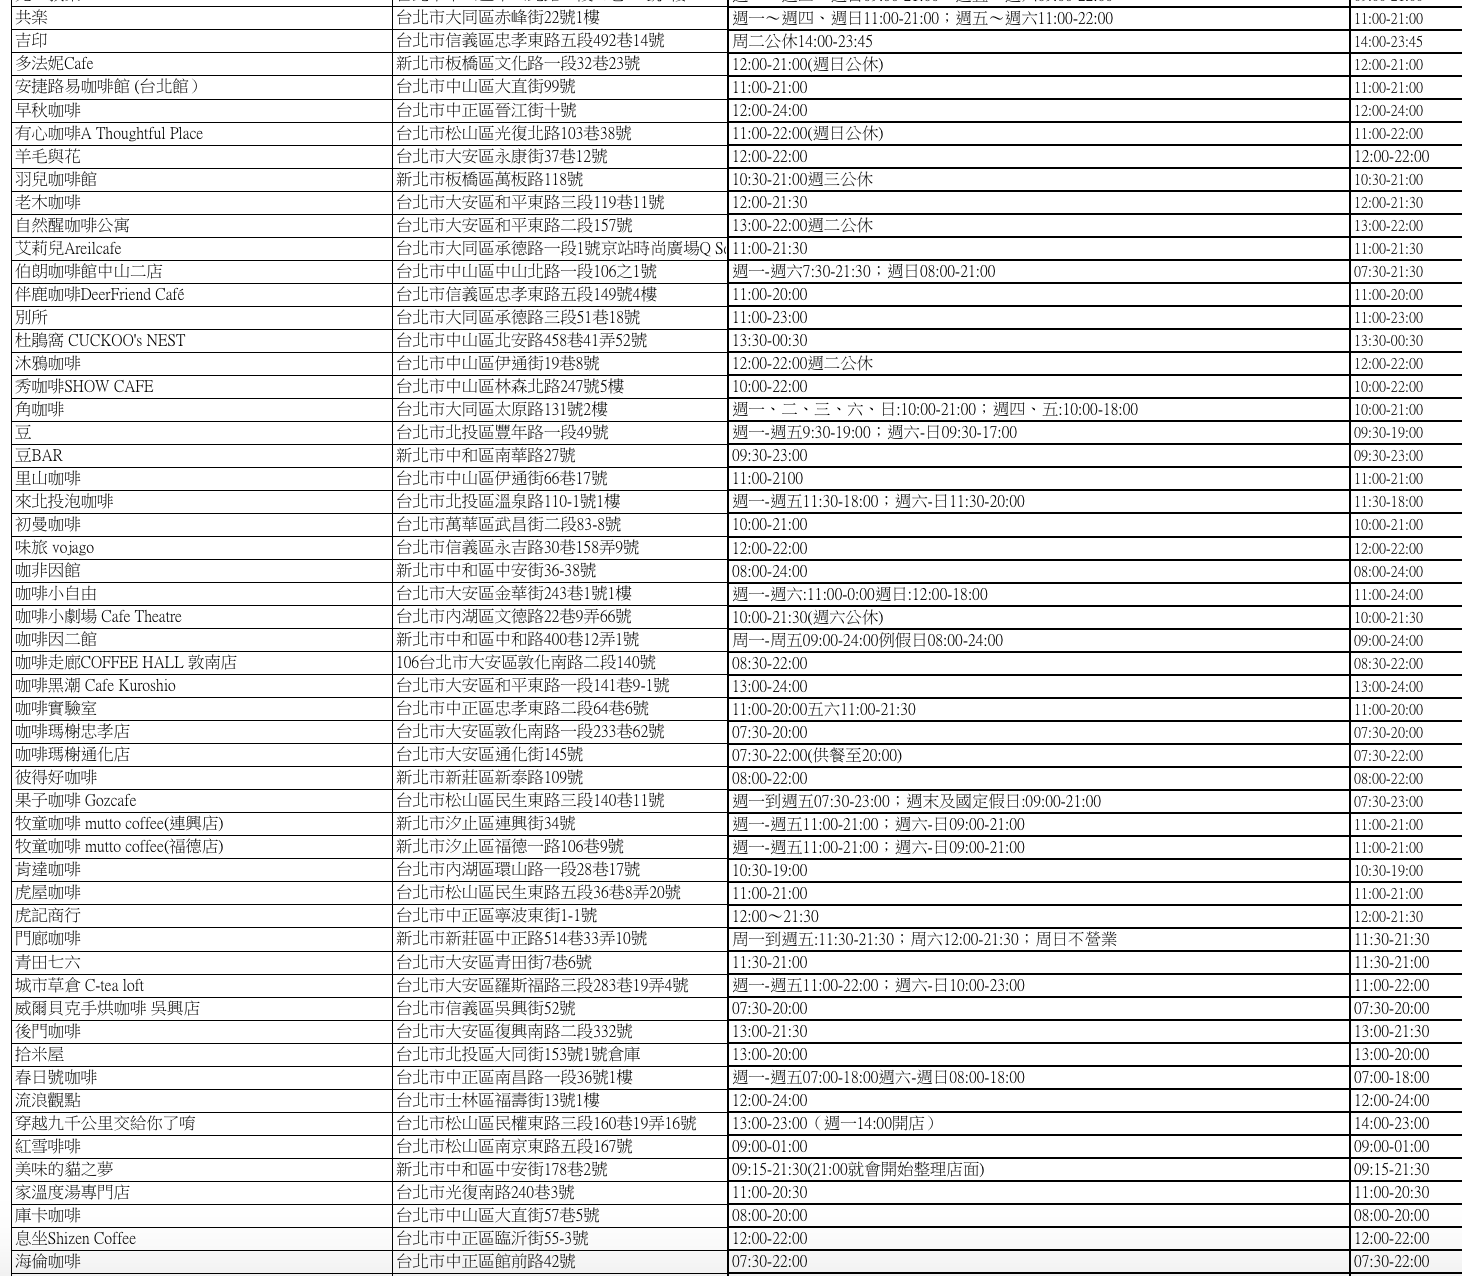 共楽 台北市大同區赤峰街22號1樓 週一～週四、週日11:00-21:00；週五～週六11:00-22:00 11:00-21:00
吉印 台北市信義區忠孝東路五段492巷14號 周二公休14:00-23:45 14:00-23:45
多法妮Cafe 新北市板橋區文化路一段32巷23號 12:00-21:00(週日公休) 12:00-21:00
安捷路易咖啡館 (台北館 ) 台北市中山區大直街99號 11:00-21:00 11:00-21:00
早秋咖啡 台北市中正區晉江街十號 12:00-24:00 12:00-24:00
有心咖啡A Thoughtful Place 台北市松山區光復北路103巷38號 11:00-22:00(週日公休) 11:00-22:00
羊毛與花 台北市大安區永康街37巷12號 12:00-22:00 12:00-22:00
羽兒咖啡館 新北市板橋區萬板路118號 10:30-21:00週三公休 10:30-21:00
老木咖啡 台北市大安區和平東路三段119巷11號 12:00-21:30 12:00-21:30
自然醒咖啡公寓 台北市大安區和平東路二段157號 13:00-22:00週二公休 13:00-22:00
艾莉兒Areilcafe 台北市大同區承德路一段1號京站時尚廣場Q 11:00-21:30 11:00-21:30
伯朗咖啡館中山二店 台北市中山區中山北路一段106之1號 週一-週六7:30-21:30；週日08:00-21:00 07:30-21:30
伴鹿咖啡DeerFriend Café 台北市信義區忠孝東路五段149號4樓 11:00-20:00 11:00-20:00
別所 台北市大同區承德路三段51巷18號 11:00-23:00 11:00-23:00
杜鵑窩 CUCKOO's NEST 台北市中山區北安路458巷41弄52號 13:30-00:30 13:30-00:30
沐鴉咖啡 台北市中山區伊通街19巷8號 12:00-22:00週二公休 12:00-22:00
秀咖啡SHOW CAFE 台北市中山區林森北路247號5樓 10:00-22:00 10:00-22:00
角咖啡 台北市大同區太原路131號2樓 週一、二、三、六、日:10:00-21:00；週四、五:10:00-18:00 10:00-21:00
豆 台北市北投區豐年路一段49號 週一-週五9:30-19:00；週六-日09:30-17:00 09:30-19:00
豆BAR 新北市中和區南華路27號 09:30-23:00 09:30-23:00
里山咖啡 台北市中山區伊通街66巷17號 11:00-2100 11:00-21:00
來北投泡咖啡 台北市北投區溫泉路110-1號1樓 週一-週五11:30-18:00；週六-日11:30-20:00 11:30-18:00
初曼咖啡 台北市萬華區武昌街二段83-8號 10:00-21:00 10:00-21:00
味旅 vojago 台北市信義區永吉路30巷158弄9號 12:00-22:00 12:00-22:00
咖非因館 新北市中和區中安街36-38號 08:00-24:00 08:00-24:00
咖啡小自由 台北市大安區金華街243巷1號1樓 週一-週六:11:00-0:00週日:12:00-18:00 11:00-24:00
咖啡小劇場 Cafe Theatre 台北市內湖區文德路22巷9弄66號 10:00-21:30(週六公休) 10:00-21:30
咖啡因二館 新北市中和區中和路400巷12弄1號 周一-周五09:00-24:00例假日08:00-24:00 09:00-24:00
咖啡走廊COFFEE HALL 敦南店 106台北市大安區敦化南路二段140號 08:30-22:00 08:30-22:00
咖啡黑潮 Cafe Kuroshio 台北市大安區和平東路一段141巷9-1號 13:00-24:00 13:00-24:00
咖啡實驗室 台北市中正區忠孝東路二段64巷6號 11:00-20:00五六11:00-21:30 11:00-20:00
咖啡瑪榭忠孝店 台北市大安區敦化南路一段233巷62號 07:30-20:00 07:30-20:00
咖啡瑪榭通化店 台北市大安區通化街145號 07:30-22:00(供餐至20:00) 07:30-22:00
彼得好咖啡 新北市新莊區新泰路109號 08:00-22:00 08:00-22:00
果子咖啡 Gozcafe 台北市松山區民生東路三段140巷11號 週一到週五07:30-23:00；週末及國定假日:09:00-21:00 07:30-23:00
牧童咖啡 mutto coffee(連興店) 新北市汐止區連興街34號 週一-週五11:00-21:00；週六-日09:00-21:00 11:00-21:00
牧童咖啡 mutto coffee(福德店) 新北市汐止區福德一路106巷9號 週一-週五11:00-21:00；週六-日09:00-21:00 11:00-21:00
肯達咖啡 台北市內湖區環山路一段28巷17號 10:30-19:00 10:30-19:00
虎屋咖啡 台北市松山區民生東路五段36巷8弄20號 11:00-21:00 11:00-21:00
虎記商行 台北市中正區寧波東街1-1號 12:00～21:30 12:00-21:30
門廊咖啡 新北市新莊區中正路514巷33弄10號 周一到週五:11:30-21:30；周六12:00-21:30；周日不營業 11:30-21:30
青田七六 台北市大安區青田街7巷6號 11:30-21:00 11:30-21:00
城市草倉 C-tea loft 台北市大安區羅斯福路三段283巷19弄4號 週一-週五11:00-22:00；週六-日10:00-23:00 11:00-22:00
威爾貝克手烘咖啡 吳興店 台北市信義區吳興街52號 07:30-20:00 07:30-20:00
後門咖啡 台北市大安區復興南路二段332號 13:00-21:30 13:00-21:30
拾米屋 台北市北投區大同街153號1號倉庫 13:00-20:00 13:00-20:00
春日號咖啡 台北市中正區南昌路一段36號1樓 週一-週五07:00-18:00週六-週日08:00-18:00 07:00-18:00
流浪觀點 台北市士林區福壽街13號1樓 12:00-24:00 12:00-24:00
穿越九千公里交給你了唷 台北市松山區民權東路三段160巷19弄16號 13:00-23:00（週一14:00開店） 14:00-23:00
紅雪啡啡 台北市松山區南京東路五段167號 09:00-01:00 09:00-01:00
美味的貓之夢 新北市中和區中安街178巷2號 09:15-21:30(21:00就會開始整理店面) 09:15-21:30
家溫度湯專門店 台北市光復南路240巷3號 11:00-20:30 11:00-20:30
庫卡咖啡 台北市中山區大直街57巷5號 08:00-20:00 08:00-20:00
息坐Shizen Coffee 台北市中正區臨沂街55-3號 12:00-22:00 12:00-22:00
海倫咖啡 台北市中正區館前路42號 07:30-22:00 07:30-22:00